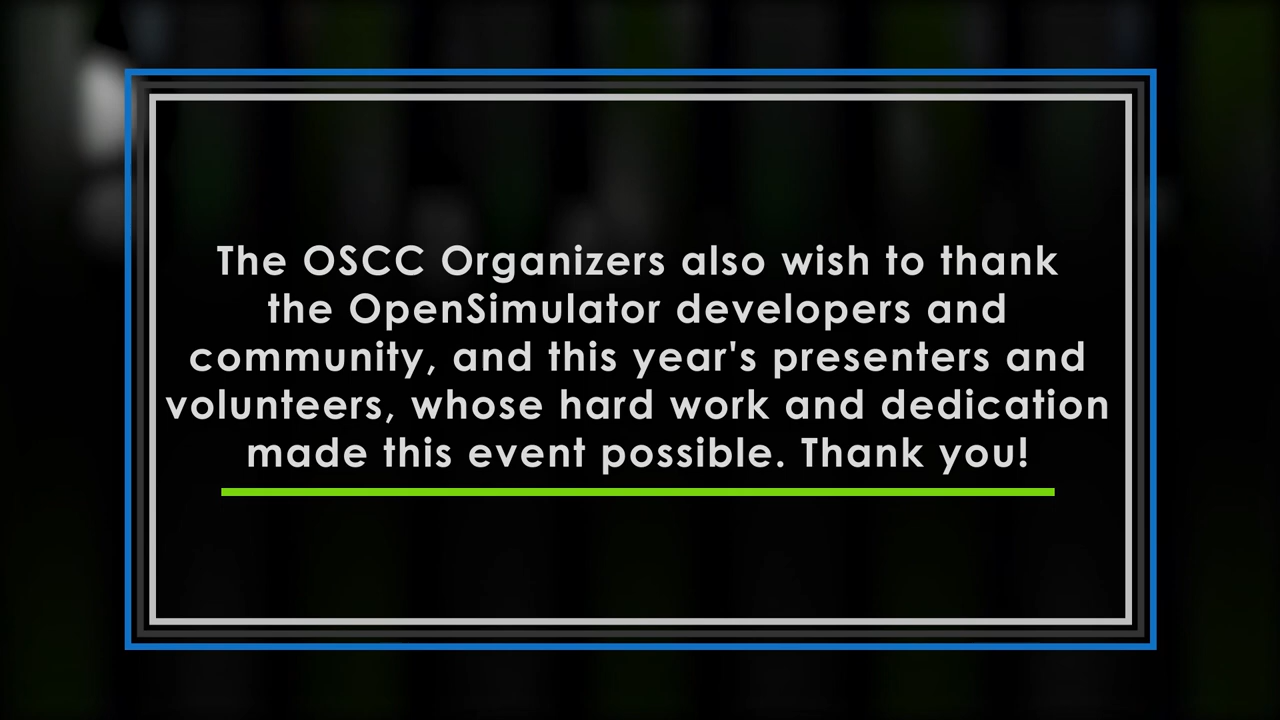 The OSCC Organizers also wish to thank
the OpenSimulator developers and
community, and this year's presenters and
volunteers, whose hard work and dedication
made this event possible. Thank you!